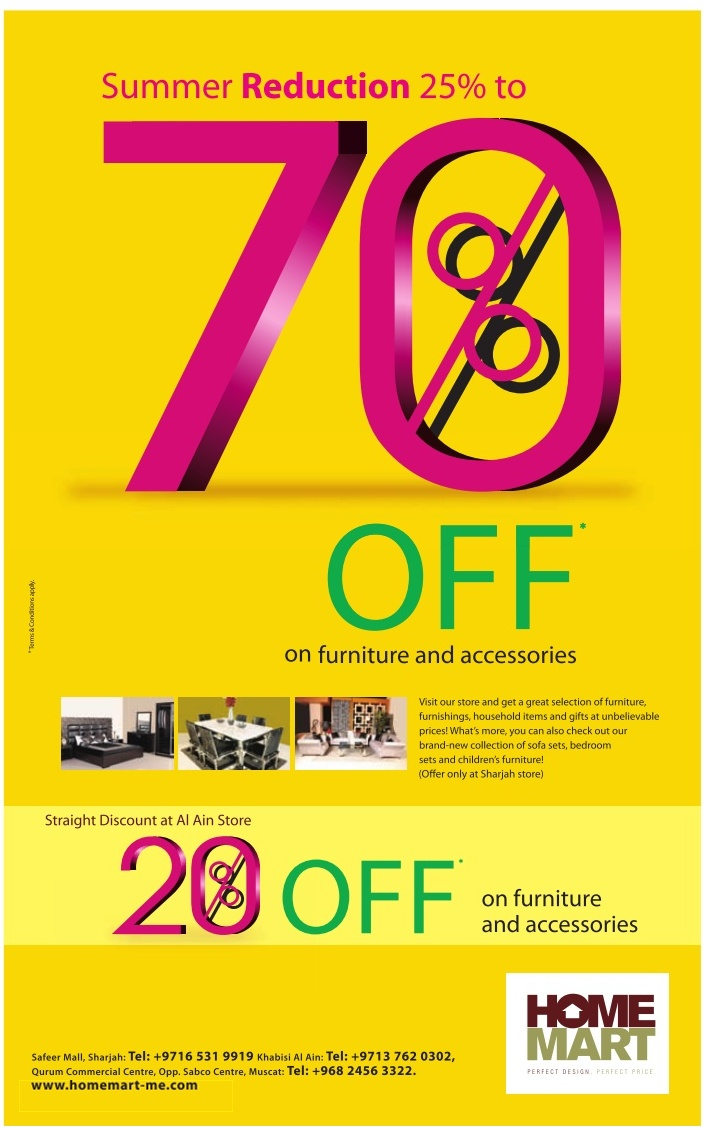 Summer Reduction 25% to
70%
OFF*
on furniture and accessories
* Terms & Conditions apply.
Visit our store and get a great selection of furniture,
furnishings, household items and gifts at unbelievable
prices! What's more, you can also check out our
brand-new collection of sofa sets, bedroom
sets and children's furniture!
(Offer only at Sharjah store)
Straight Discount at Al Ain Store
20% OFF*
on furniture
and accessories
HOME
MART
PERFECT DESIGN. PERFECT PRICE.
Safeer Mall, Sharjah: Tel: +9716 531 9919 Khabisi Al Ain: Tel: +9713 762 0302,
Qurum Commercial Centre, Opp. Sabco Centre, Muscat: Tel: +968 2456 3322.
www.homemart-me.com